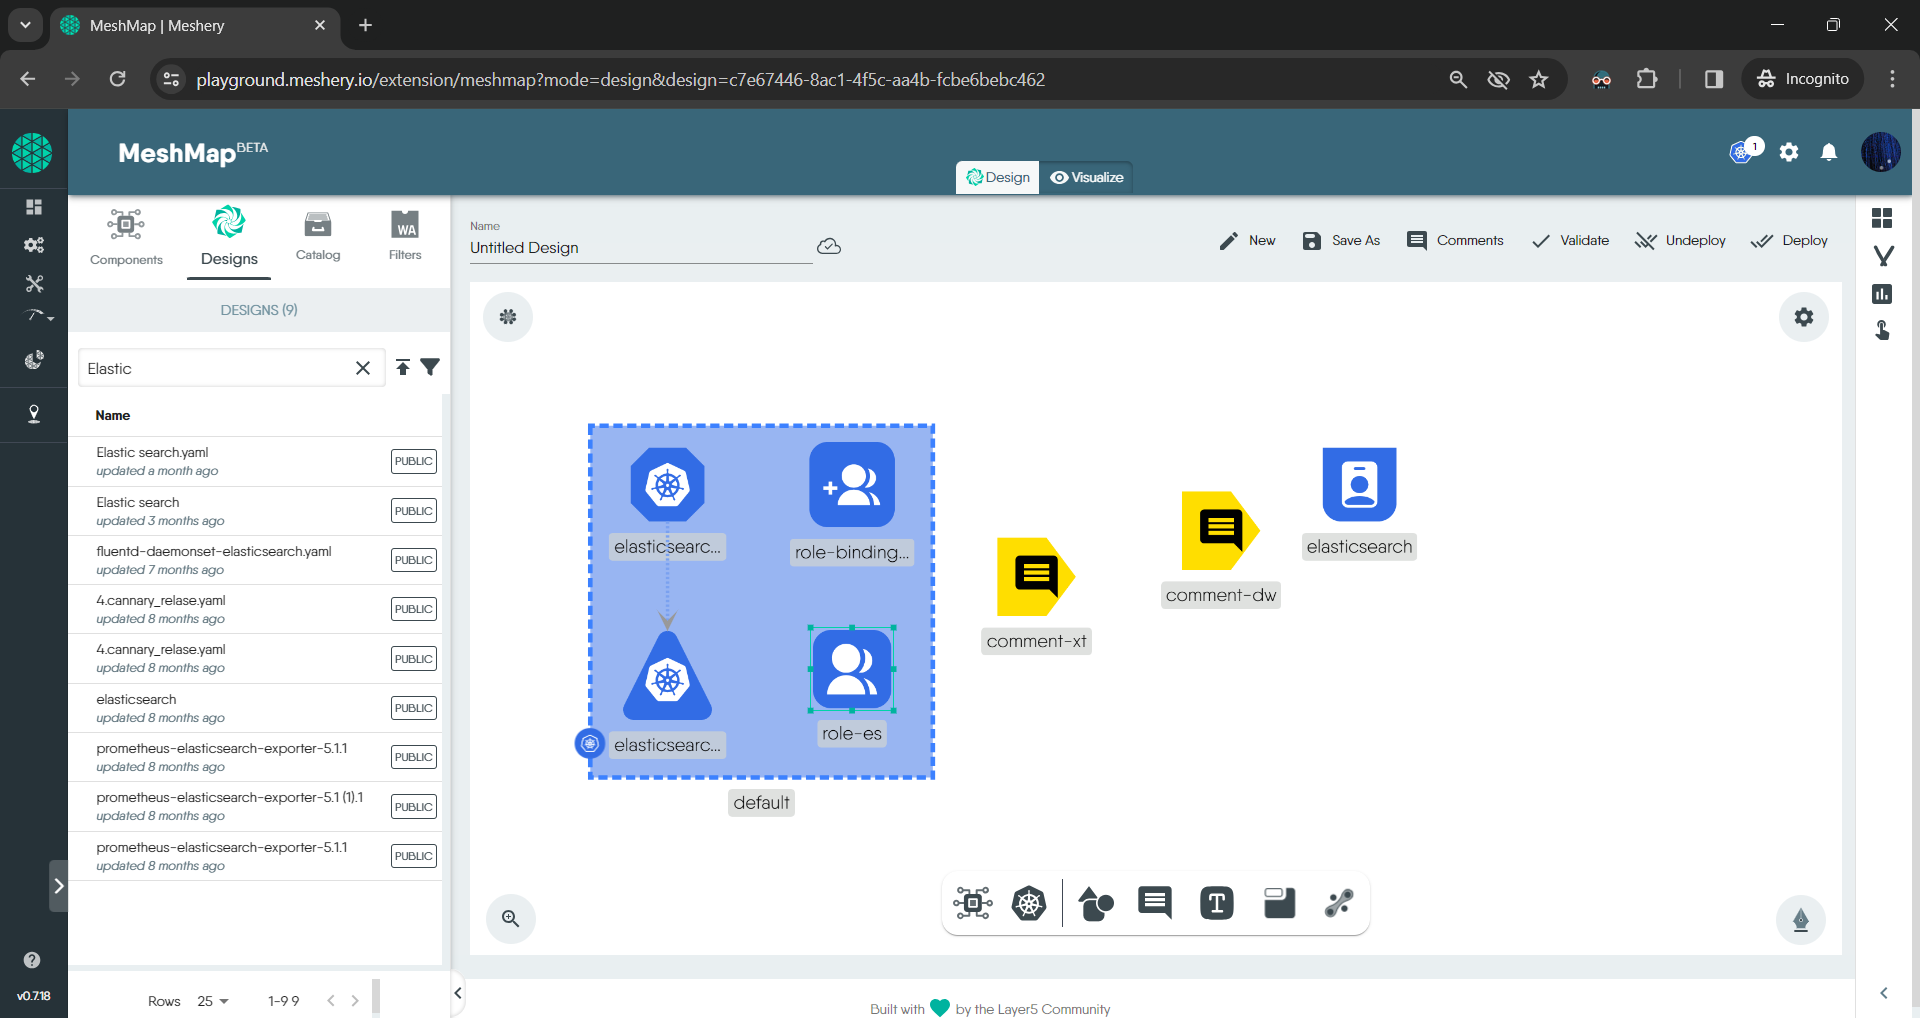 MeshMap | Meshery
playground.meshery.io/extension/meshmap?mode=design&design=c7e67446-8ac1-4f5c-aa4b-fcbe6bebc462
Incognito
MeshMap BETA
1
Design
Visualize
Components
Designs
Catalog
WA
Filters
Name
Untitled Design
New
Save As
Comments
Validate
Undeploy
Deploy
DESIGNS (9)
Elastic
Name
Elastic search.yaml
updated a month ago
PUBLIC
Elastic search
updated 3 months ago
PUBLIC
fluentd-daemonset-elasticsearch.yaml
updated 7 months ago
PUBLIC
4.cannary_relase.yaml
updated 8 months ago
PUBLIC
4.cannary_relase.yaml
updated 8 months ago
PUBLIC
elasticsearch
updated 8 months ago
PUBLIC
prometheus-elasticsearch-exporter-5.1.1
updated 8 months ago
PUBLIC
prometheus-elasticsearch-exporter-5.1 (1).1
updated 8 months ago
PUBLIC
prometheus-elasticsearch-exporter-5.1.1
updated 8 months ago
PUBLIC
elasticsearc...
role-binding...
elasticsearc...
role-es
default
comment-xt
comment-dw
elasticsearch
T
v0.7.18
Rows 25 1-9 9
Built with by the Layer5 Community